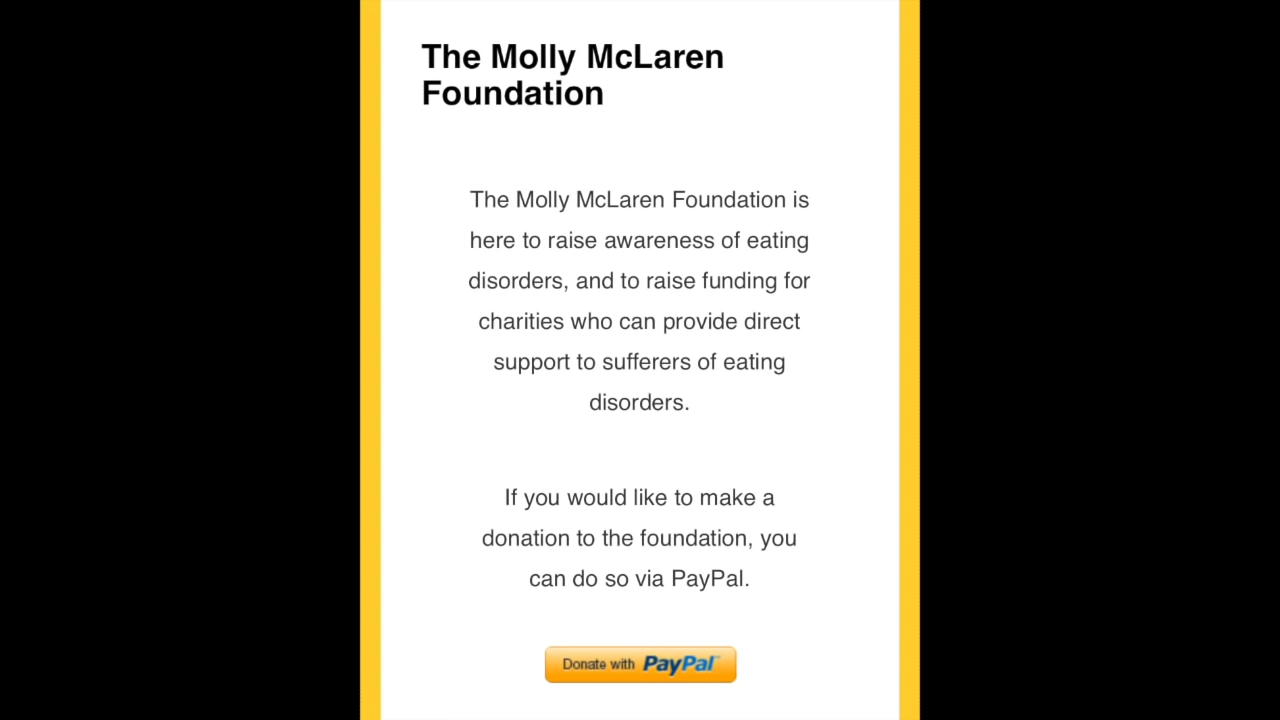 The Molly McLaren
Foundation
The Molly McLaren Foundation is
here to raise awareness of eating
disorders, and to raise funding for
charities who can provide direct
support to sufferers of eating
disorders.
If you would like to make a
donation to the foundation, you
can do so via PayPal.
Donate with PayPal™